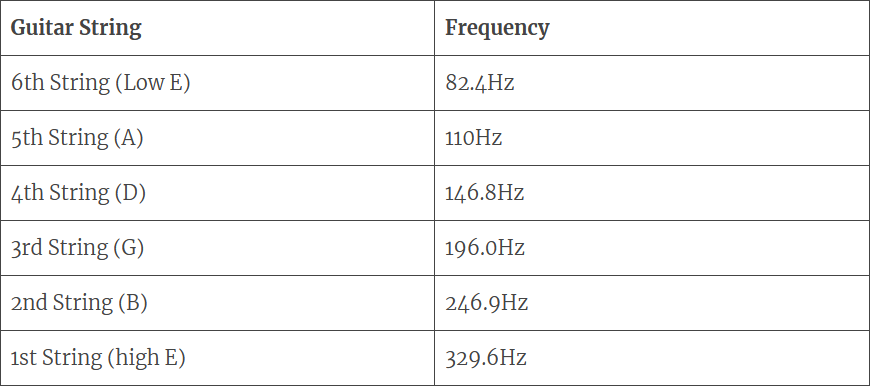 Guitar String Frequency
6th String (Low E) 82.4Hz
5th String (A) 110Hz
4th String (D) 146.8Hz
3rd String (G) 196.0Hz
2nd String (B) 246.9Hz
1st String (high E) 329.6Hz